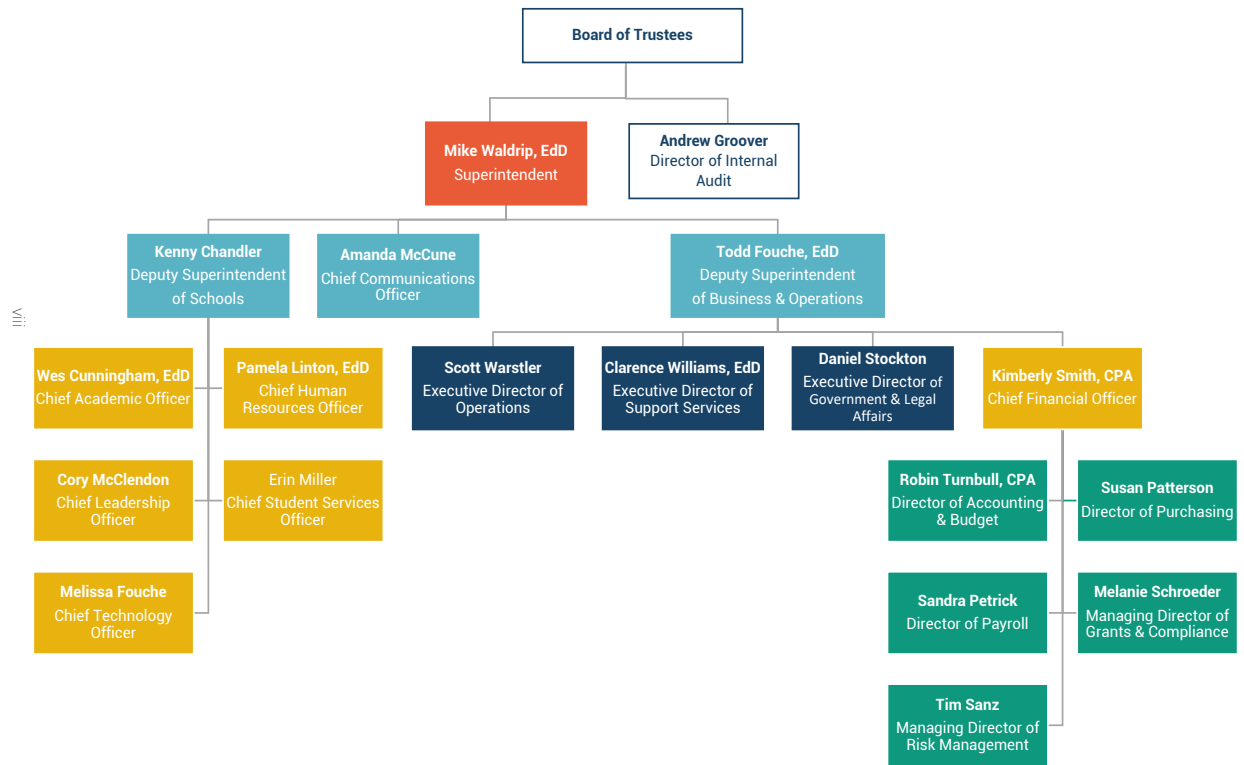 Board of Trustees
Mike Waldrip, EdD
Superintendent
Andrew Groover
Director of Internal
Audit
Kenny Chandler
Deputy Superintendent
of Schools
Amanda McCune
Chief Communications
Officer
Todd Fouche, EdD
Deputy Superintendent
of Business & Operations
viii
Wes Cunningham, EdD
Chief Academic Officer
Pamela Linton, EdD
Chief Human
Resources Officer
Scott Warstler
Executive Director of
Operations
Clarence Williams, EdD
Executive Director of
Support Services
Daniel Stockton
Executive Director of
Government & Legal
Affairs
Kimberly Smith, CPA
Chief Financial Officer
Cory McClendon
Chief Leadership
Officer
Erin Miller
Chief Student Services
Officer
Robin Turnbull, CPA
Director of Accounting
& Budget
Susan Patterson
Director of Purchasing
Melissa Fouche
Chief Technology
Officer
Sandra Petrick
Director of Payroll
Melanie Schroeder
Managing Director of
Grants & Compliance
Tim Sanz
Managing Director of
Risk Management